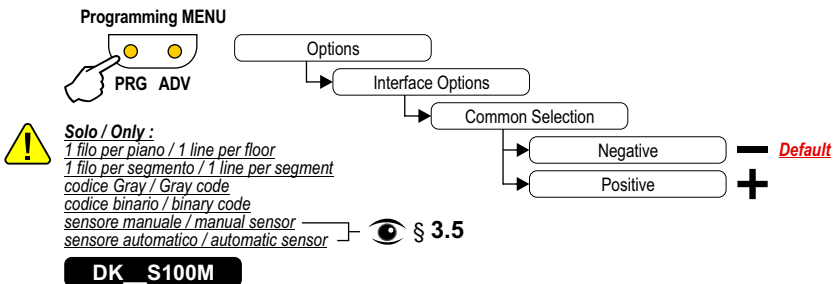 Programming MENU
PRG ADV
Options
Interface Options
Common Selection
Negative Default
Positive
Solo / Only :
1 filo per piano / 1 line per floor
1 filo per segmento / 1 line per segment
codice Gray / Gray code
codice binario / binary code
sensore manuale / manual sensor
sensore automatico / automatic sensor
§ 3.5
DK__S100M